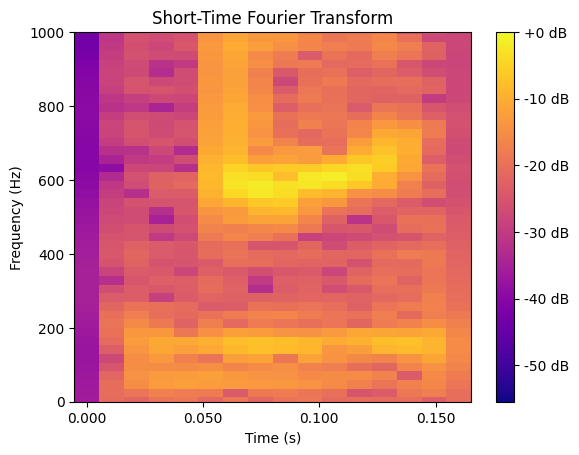 Short-Time Fourier Transform
1000
800
600
400
200
0
Frequency (Hz)
0.000
0.050
0.100
0.150
Time (s)
+0 dB
-10 dB
-20 dB
-30 dB
-40 dB
-50 dB